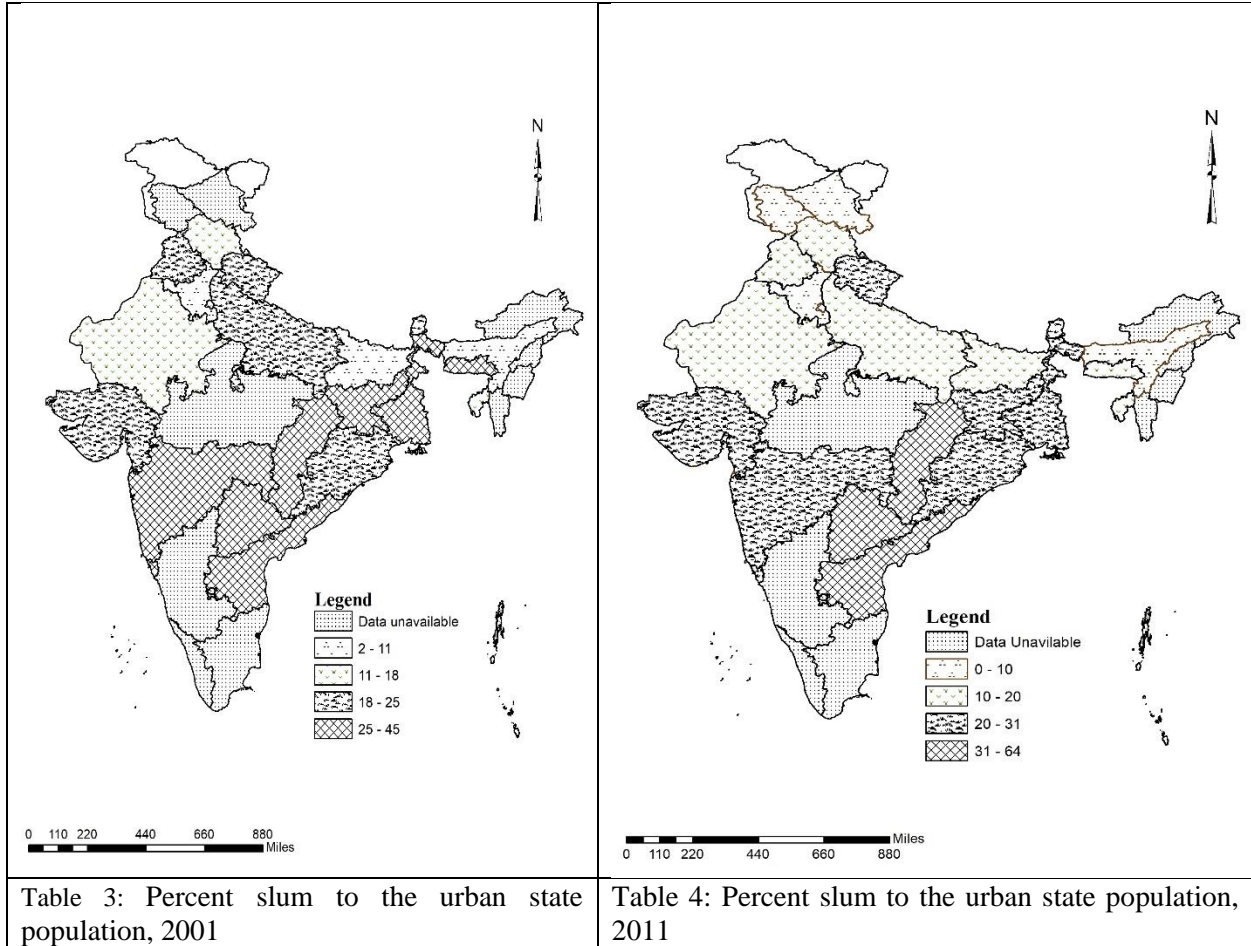 N
Legend
Data unavailable
2 - 11
11 - 18
18 - 25
25 - 45
0 110 220 440 660 880
Miles
N
Legend
Data Unavilable
0 - 10
10 - 20
20 - 31
31 - 64
Miles
0 110 220 440 660 880
Table 3: Percent slum to the urban state
population, 2001
Table 4: Percent slum to the urban state population,
2011